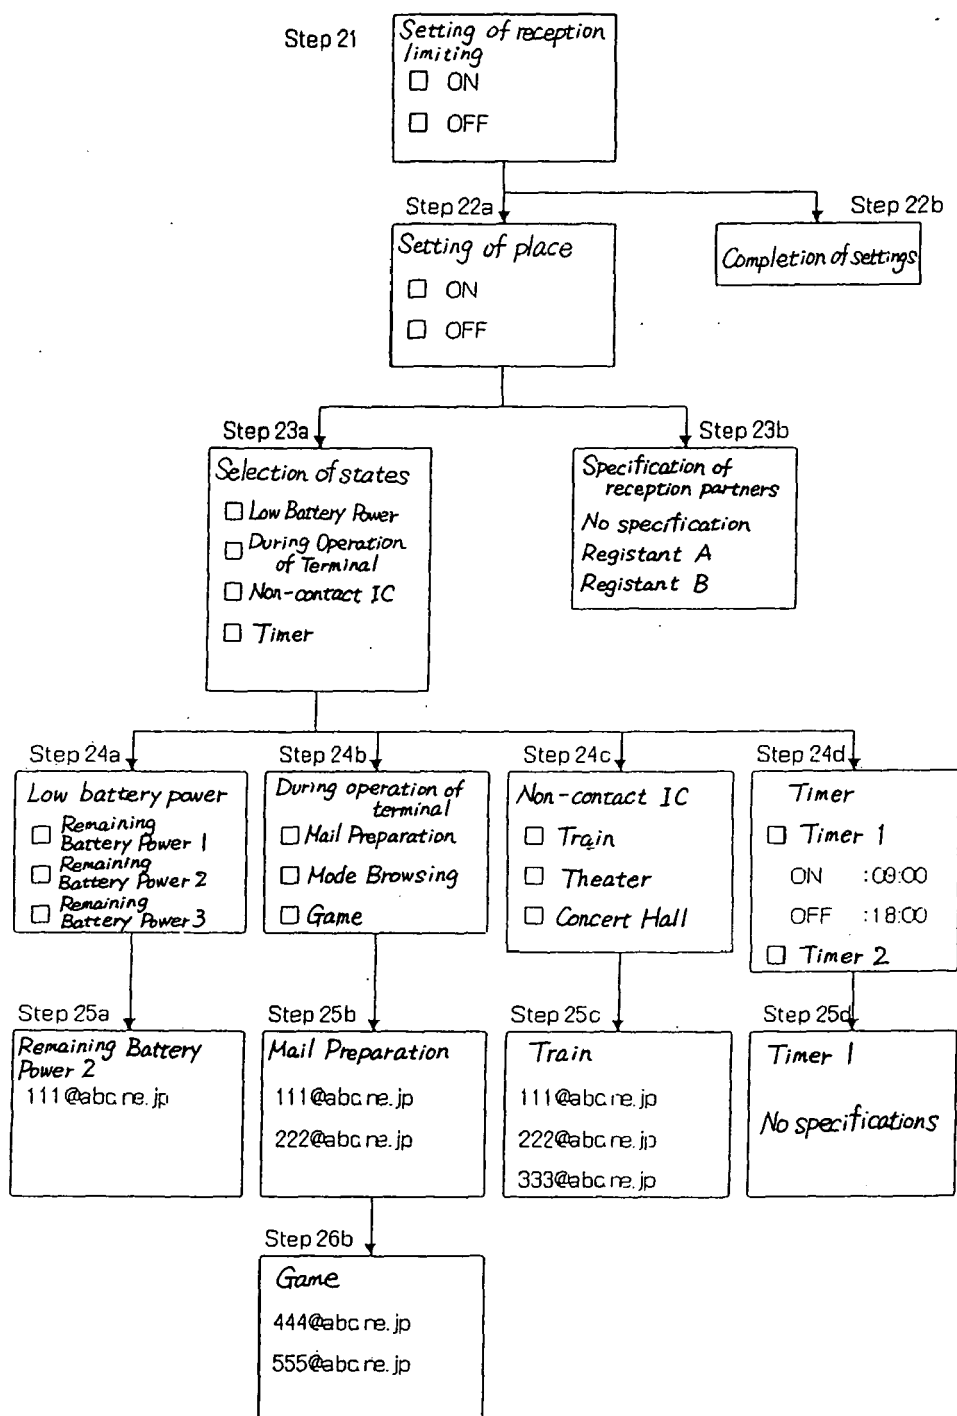 Step 21
Setting of reception
limiting
ON
OFF
Step 22a
Setting of place
ON
OFF
Step 22b
Completion of settings
Step 23a
Selection of states
Low Battery Power
During Operation
of Terminal
Non-contact IC
Timer
Step 23b
Specification of
reception partners
No specification
Registant A
Registant B
Step 24a
Low battery power
Remaining
Battery Power 1
Remaining
Battery Power 2
Remaining
Battery Power 3
Step 24b
During operation of
terminal
Mail Preparation
Mode Browsing
Game
Step 24c
Non-contact IC
Train
Theater
Concert Hall
Step 24d
Timer
Timer 1
ON :09:00
OFF :18:00
Timer 2
Step 25a
Remaining Battery
Power 2
111@abc.ne.jp
Step 25b
Mail Preparation
111@abc.ne.jp
222@abc.ne.jp
Step 25c
Train
111@abc.ne.jp
222@abc.ne.jp
333@abc.ne.jp
Step 25d
Timer 1
No specifications
Step 26b
Game
444@abc.ne.jp
555@abc.ne.jp